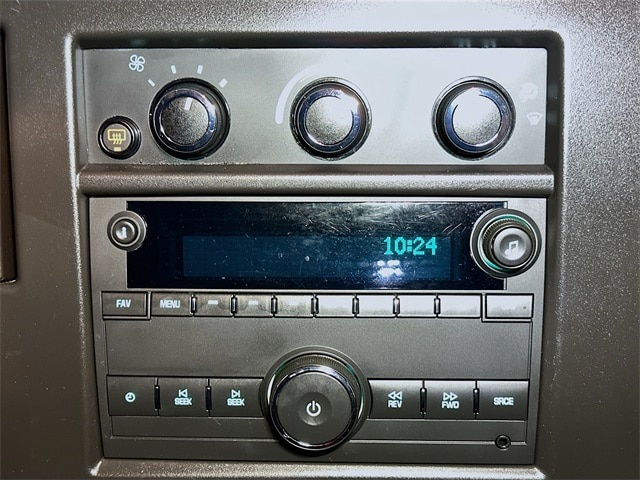 10:24
FAV MENU
SEEK SEEK REV FWD SRCE